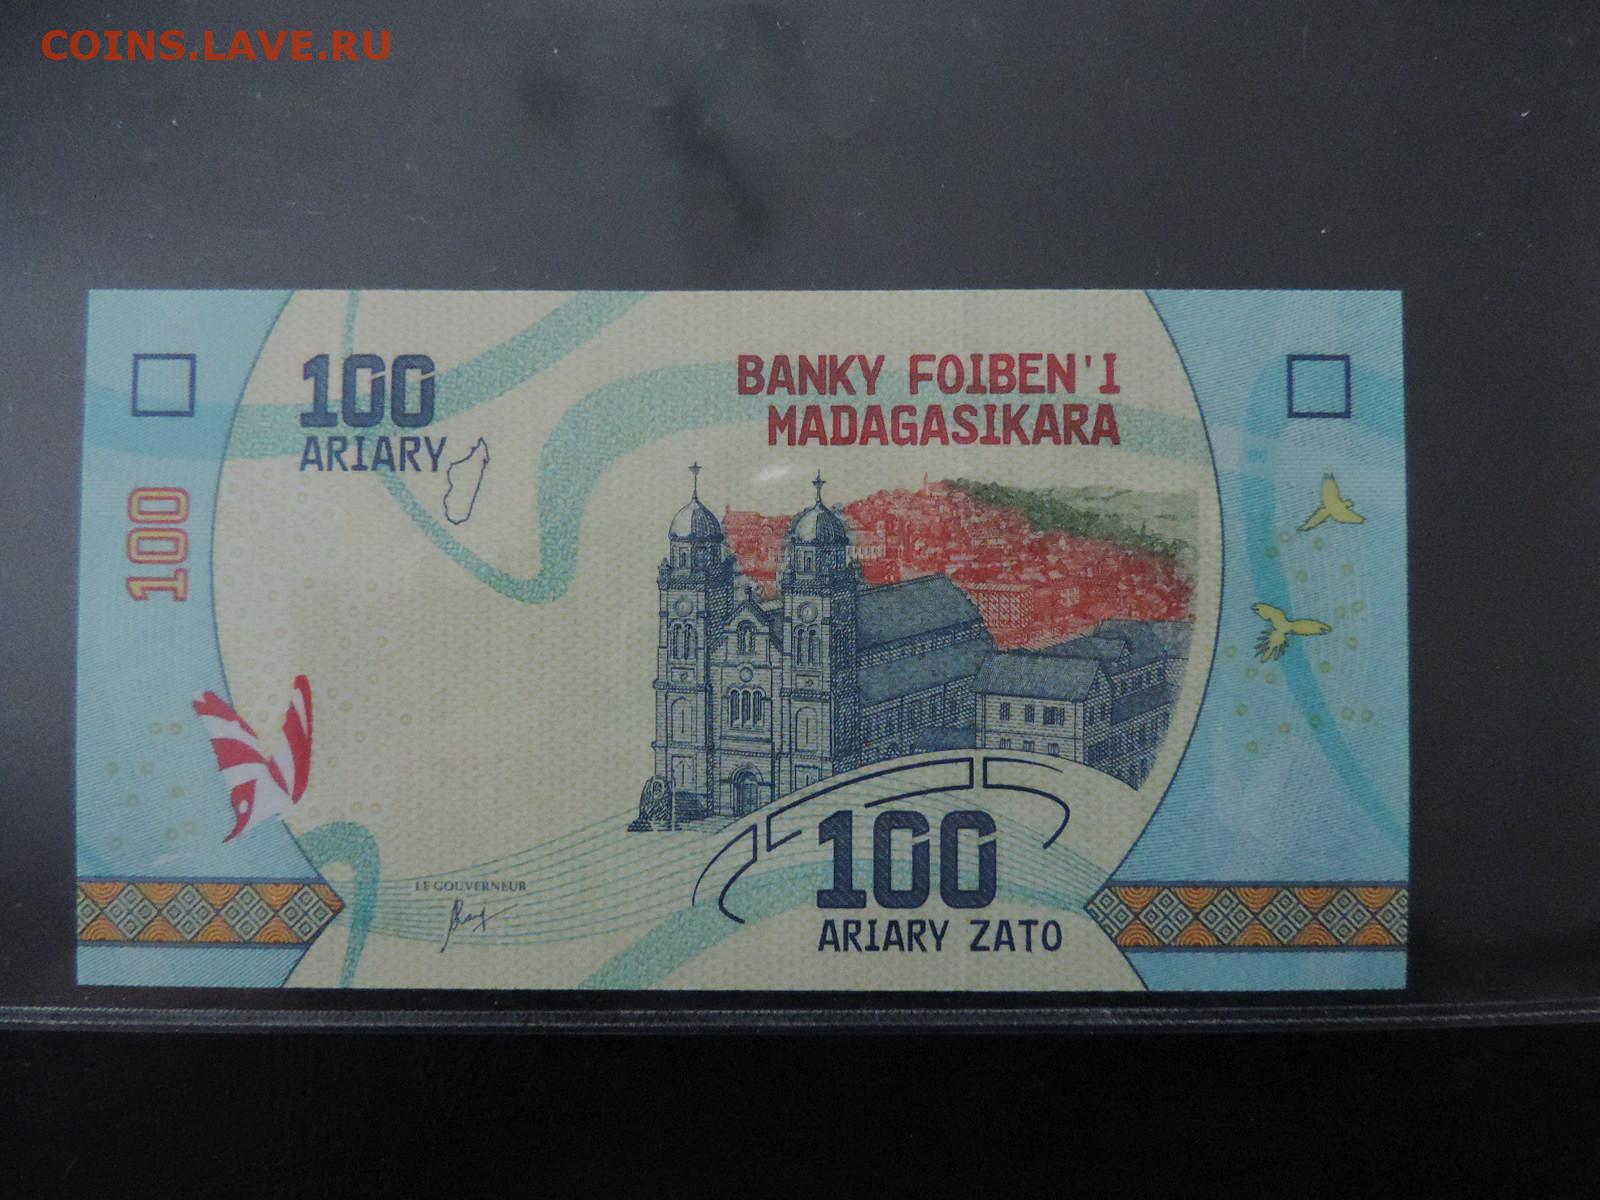 COINS.LAVE.RU
100
ARIARY
BANKY FOIBEN'I
MADAGASIKARA
100
LE GOUVERNEUR
100
ARIARY ZATO